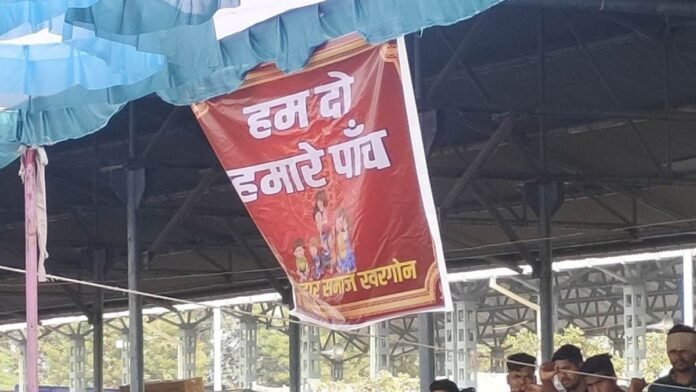 हम दो
हमारे पाँच
समाज खरगोन